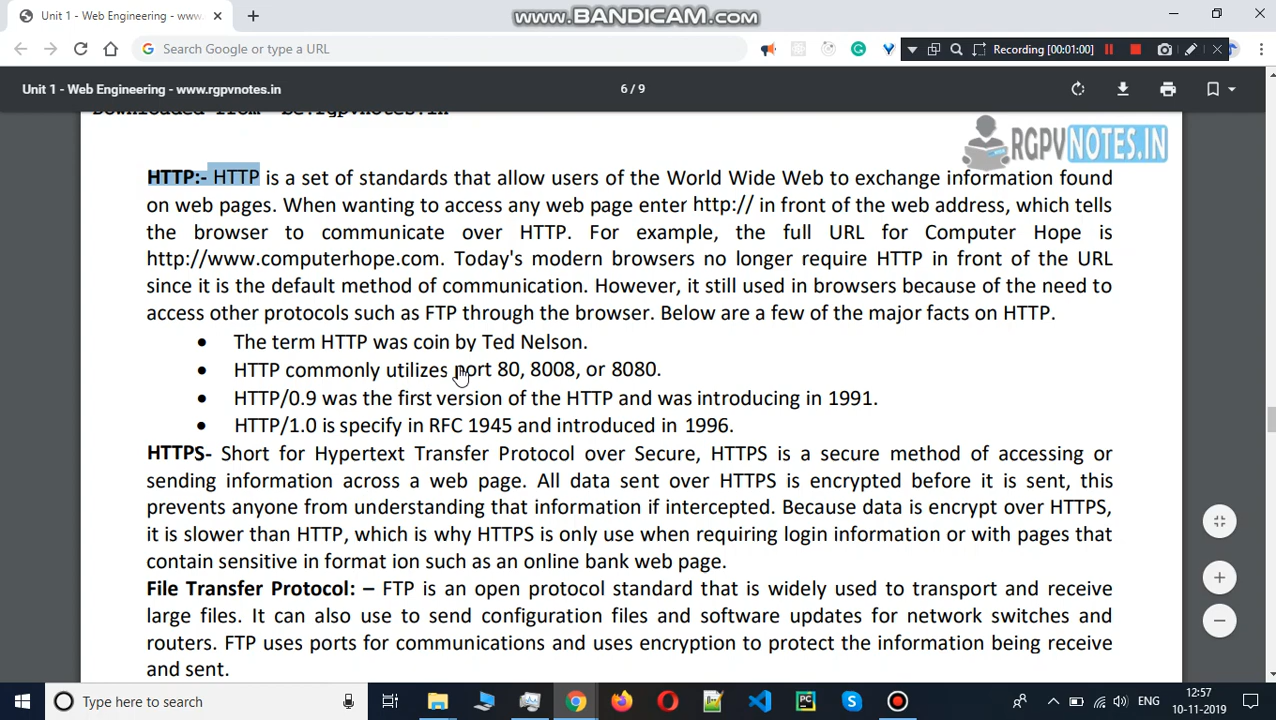 Unit 1 - Web Engineering - www.
www.BANDICAM.com
Search Google or type a URL
Recording [00:01:00]
Unit 1 - Web Engineering - www.rgpvnotes.in
6 / 9
Downloaded from be.rgpvnotes.in
RGPVNOTES.IN
HTTP:- HTTP is a set of standards that allow users of the World Wide Web to exchange information found
on web pages. When wanting to access any web page enter http:// in front of the web address, which tells
the browser to communicate over HTTP. For example, the full URL for Computer Hope is
http://www.computerhope.com. Today's modern browsers no longer require HTTP in front of the URL
since it is the default method of communication. However, it still used in browsers because of the need to
access other protocols such as FTP through the browser. Below are a few of the major facts on HTTP.
• The term HTTP was coin by Ted Nelson.
• HTTP commonly utilizes port 80, 8008, or 8080.
• HTTP/0.9 was the first version of the HTTP and was introducing in 1991.
• HTTP/1.0 is specify in RFC 1945 and introduced in 1996.
HTTPS- Short for Hypertext Transfer Protocol over Secure, HTTPS is a secure method of accessing or
sending information across a web page. All data sent over HTTPS is encrypted before it is sent, this
prevents anyone from understanding that information if intercepted. Because data is encrypt over HTTPS,
it is slower than HTTP, which is why HTTPS is only use when requiring login information or with pages that
contain sensitive in format ion such as an online bank web page.
File Transfer Protocol: – FTP is an open protocol standard that is widely used to transport and receive
large files. It can also use to send configuration files and software updates for network switches and
routers. FTP uses ports for communications and uses encryption to protect the information being receive
and sent.
Type here to search
ENG
12:57
10-11-2019